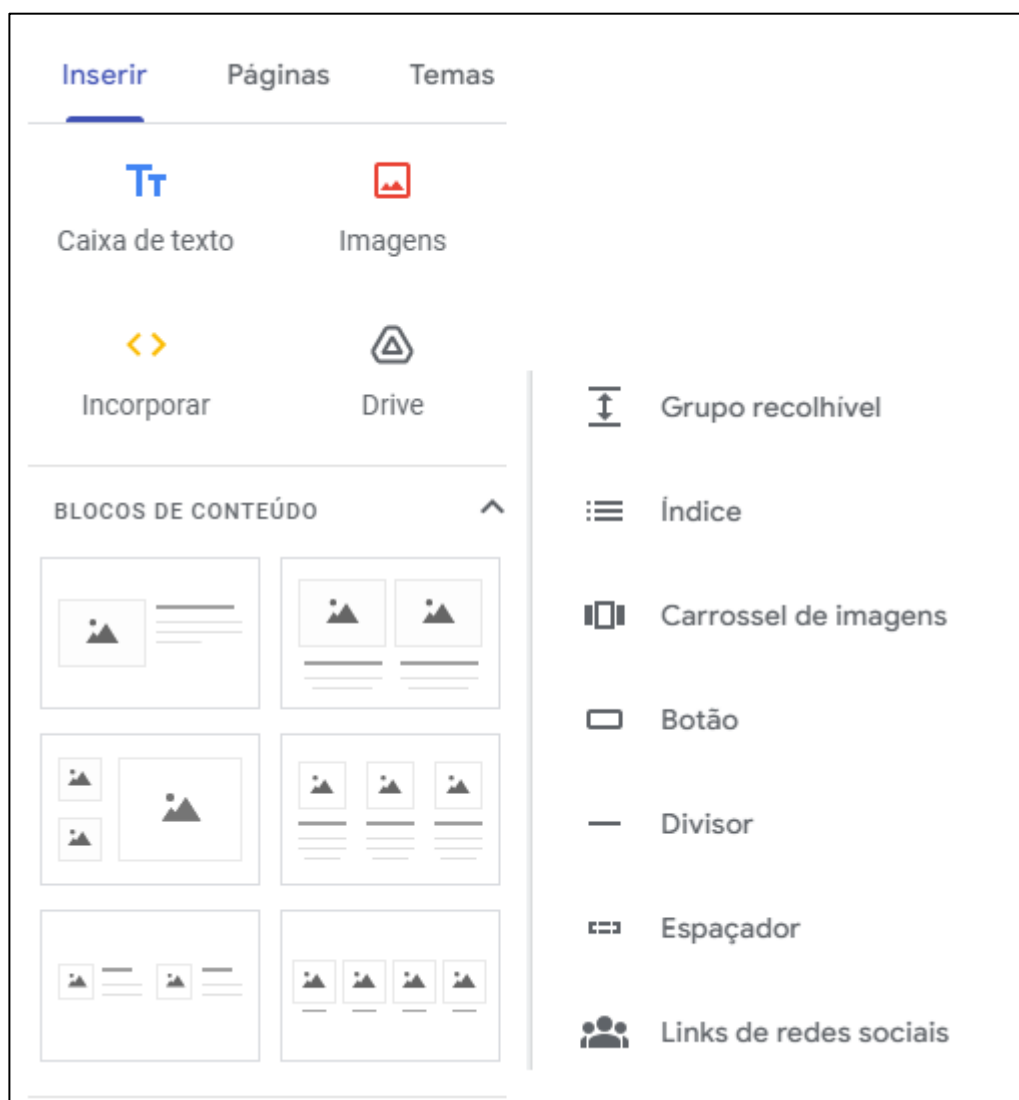 Inserir Páginas Temas
Caixa de texto Imagens
Incorporar Drive
BLOCOS DE CONTEÚDO
Grupo recolhível
Índice
Carrossel de imagens
Botão
Divisor
Espaçador
Links de redes sociais